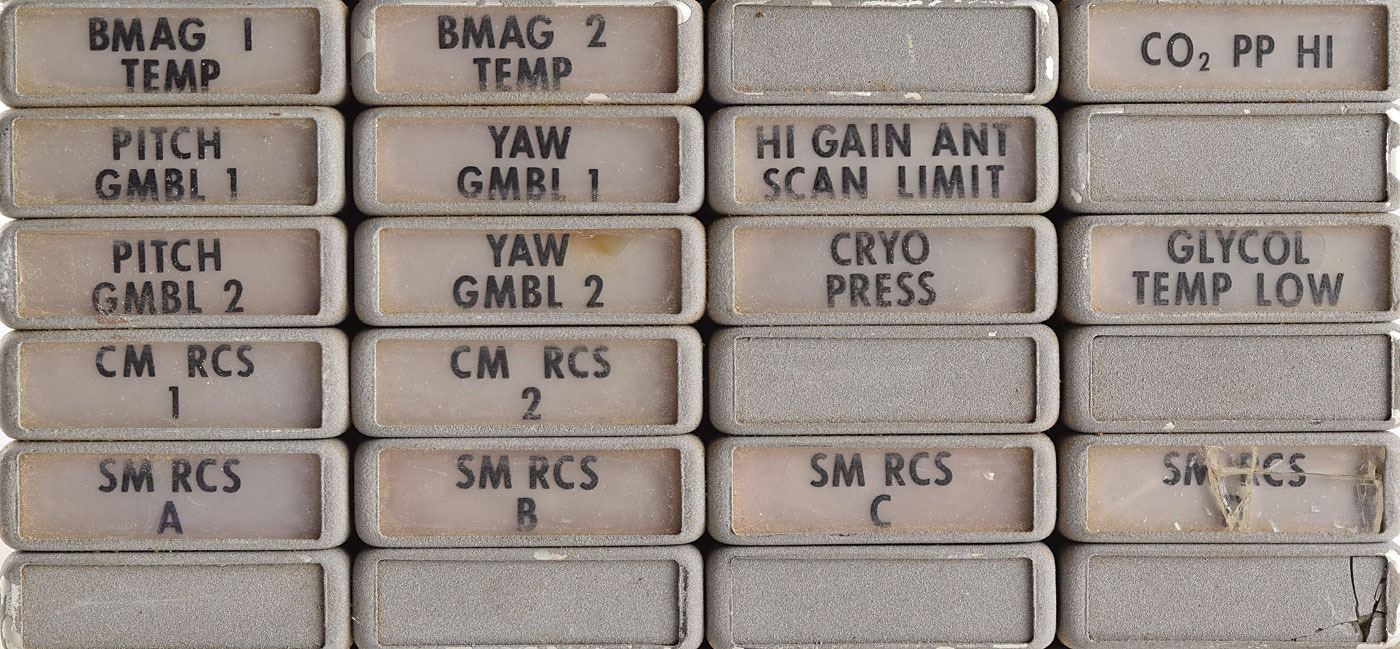 BMAG 1
TEMP
BMAG 2
TEMP
CO₂ PP HI
PITCH
GMBL 1
YAW
GMBL 1
HI GAIN ANT
SCAN LIMIT
PITCH
GMBL 2
YAW
GMBL 2
CRYO
PRESS
GLYCOL
TEMP LOW
CM RCS
1
CM RCS
2
SM RCS
A
SM RCS
B
SM RCS
C
SM RCS